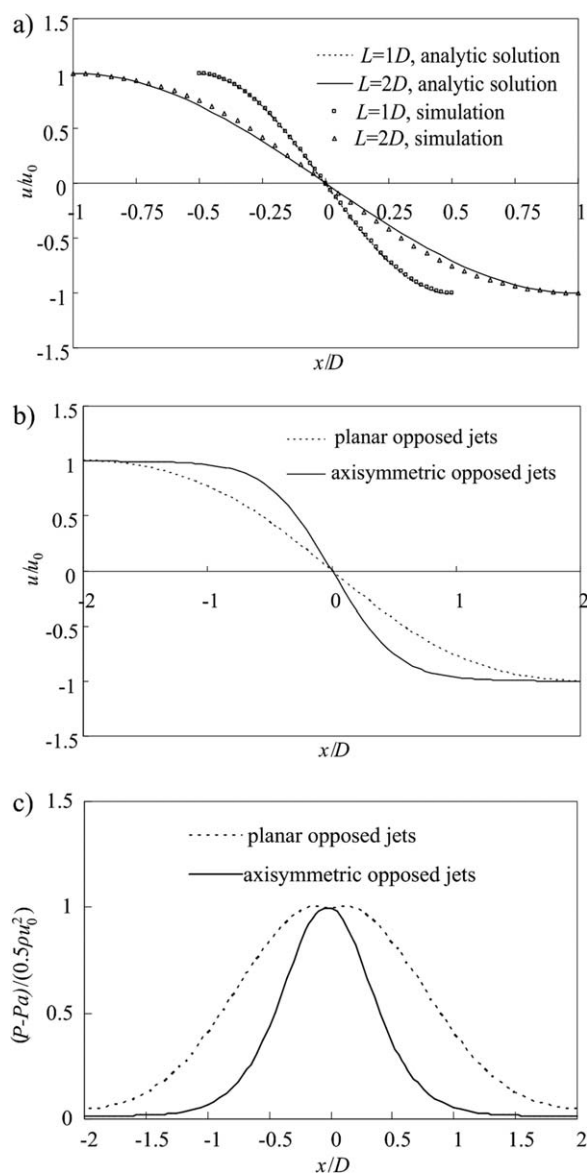 a)
1.5
1
0.5
0
-0.5
-1
-1.5
u/u₀
L=1D, analytic solution
L=2D, analytic solution
L=1D, simulation
L=2D, simulation
-1 -0.75 -0.5 -0.25 0 0.25 0.5 0.75 1
x/D
b)
1.5
1
0.5
0
-0.5
-1
-1.5
u/u₀
planar opposed jets
axisymmetric opposed jets
-2 -1 0 1 2
x/D
c)
1.5
1
0.5
0
(P-Pa)/(0.5ρu₀²)
planar opposed jets
axisymmetric opposed jets
-2 -1.5 -1 -0.5 0 0.5 1 1.5 2
x/D